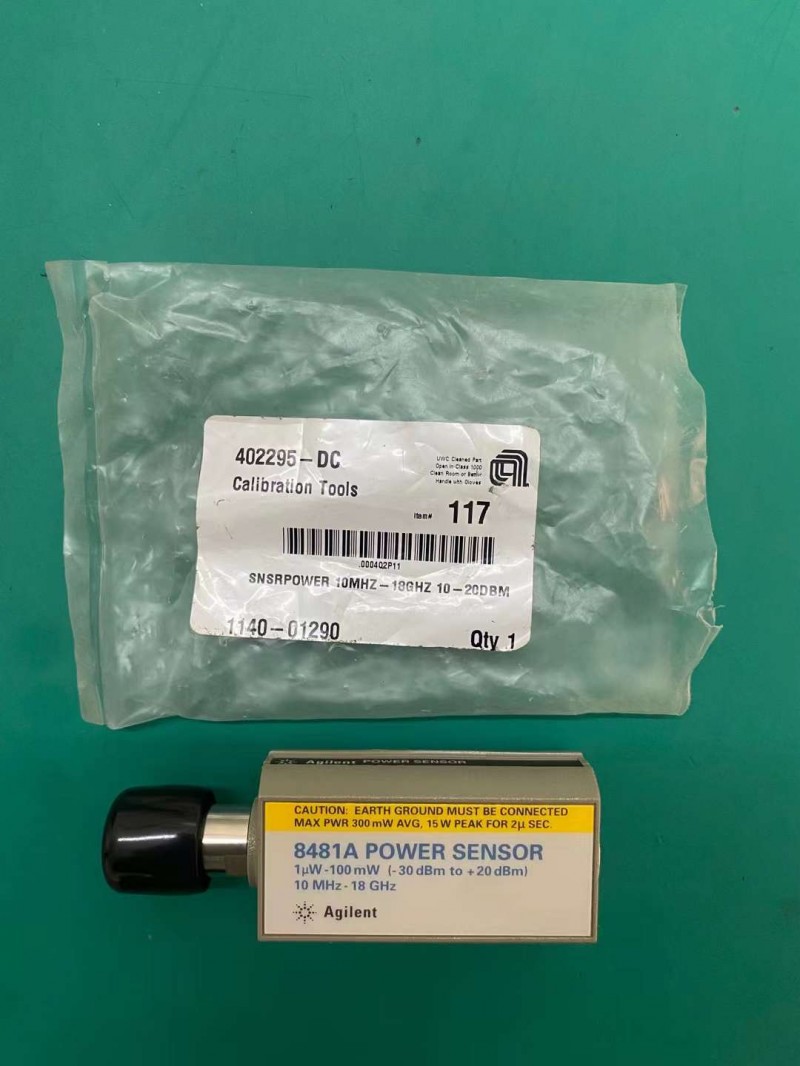 402295-DC
Calibration Tools
UWC Cleaned Part
Open in Class 1000
Clean Room or Better
Handle with Gloves
Item# 117
.000402P11
SNSRPOWER 10MHZ-18GHZ 10-20DBM
1140-01290
Qty 1
Agilent POWER SENSOR
CAUTION: EARTH GROUND MUST BE CONNECTED
MAX PWR 300 mW AVG, 15 W PEAK FOR 2µ SEC.
8481A POWER SENSOR
1µW-100mW (-30 dBm to +20 dBm)
10 MHz - 18 GHz
Agilent